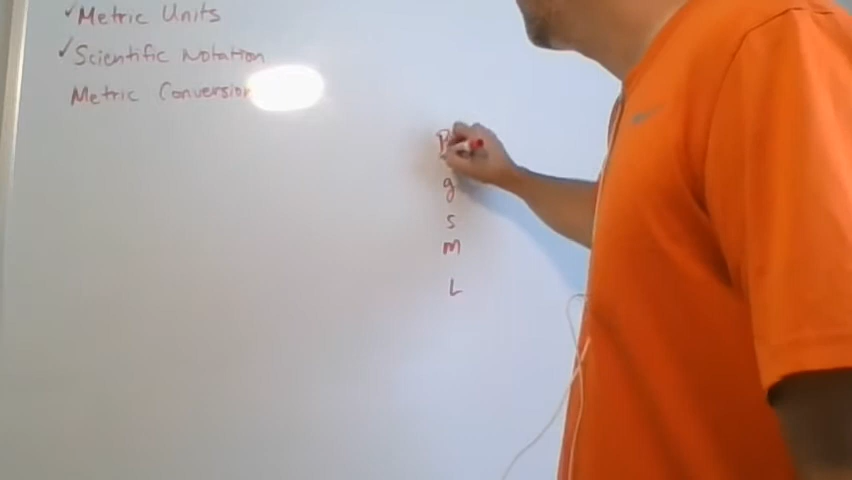 ✓Metric Units
✓Scientific Notation
Metric Conversion
P
g
s
m
L